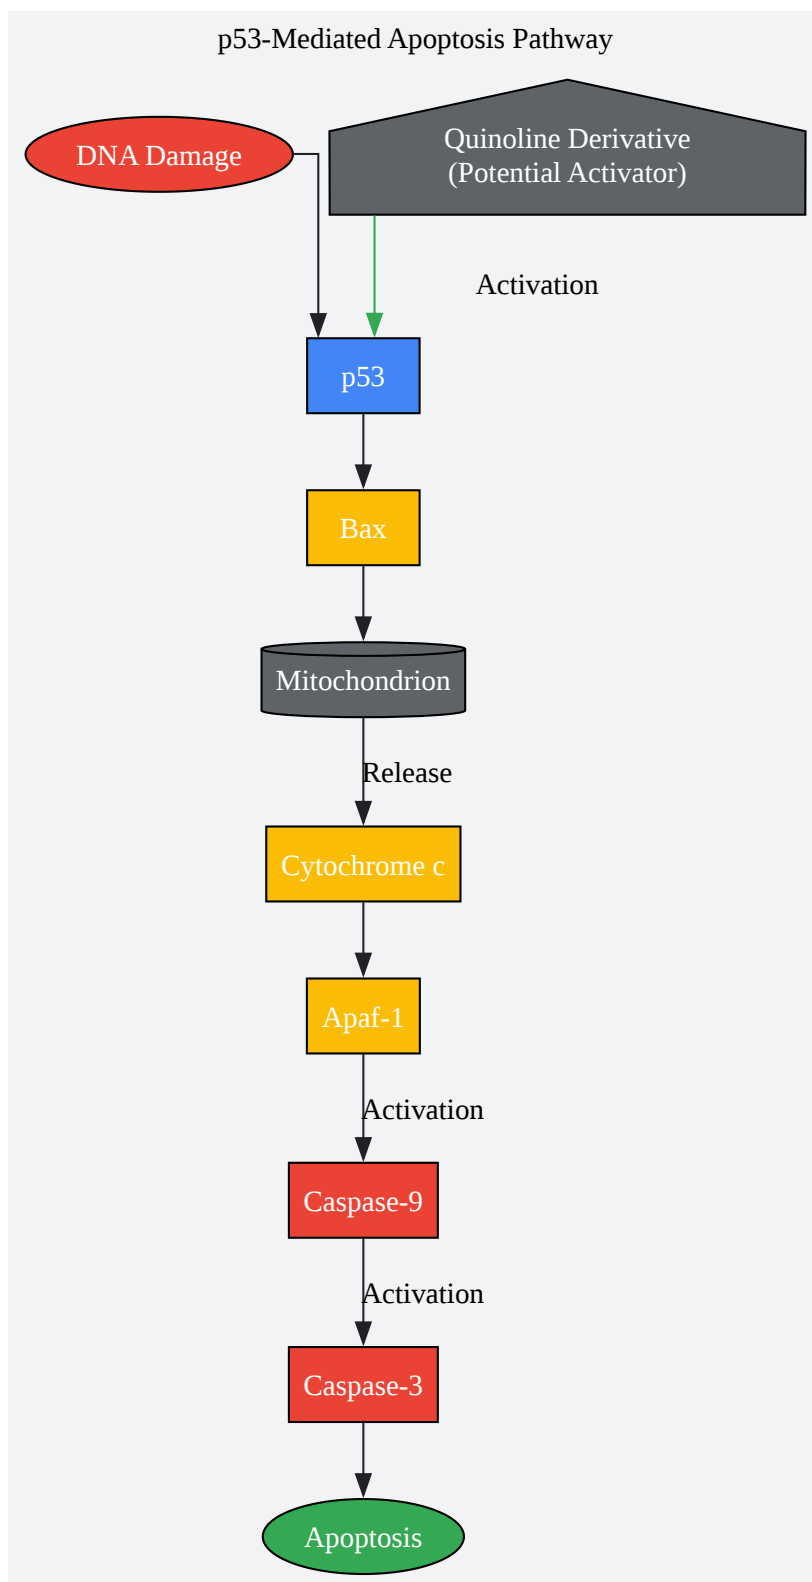 p53-Mediated Apoptosis Pathway
DNA Damage
Quinoline Derivative
(Potential Activator)
Activation
p53
Bax
Mitochondrion
Release
Cytochrome c
Apaf-1
Activation
Caspase-9
Activation
Caspase-3
Apoptosis